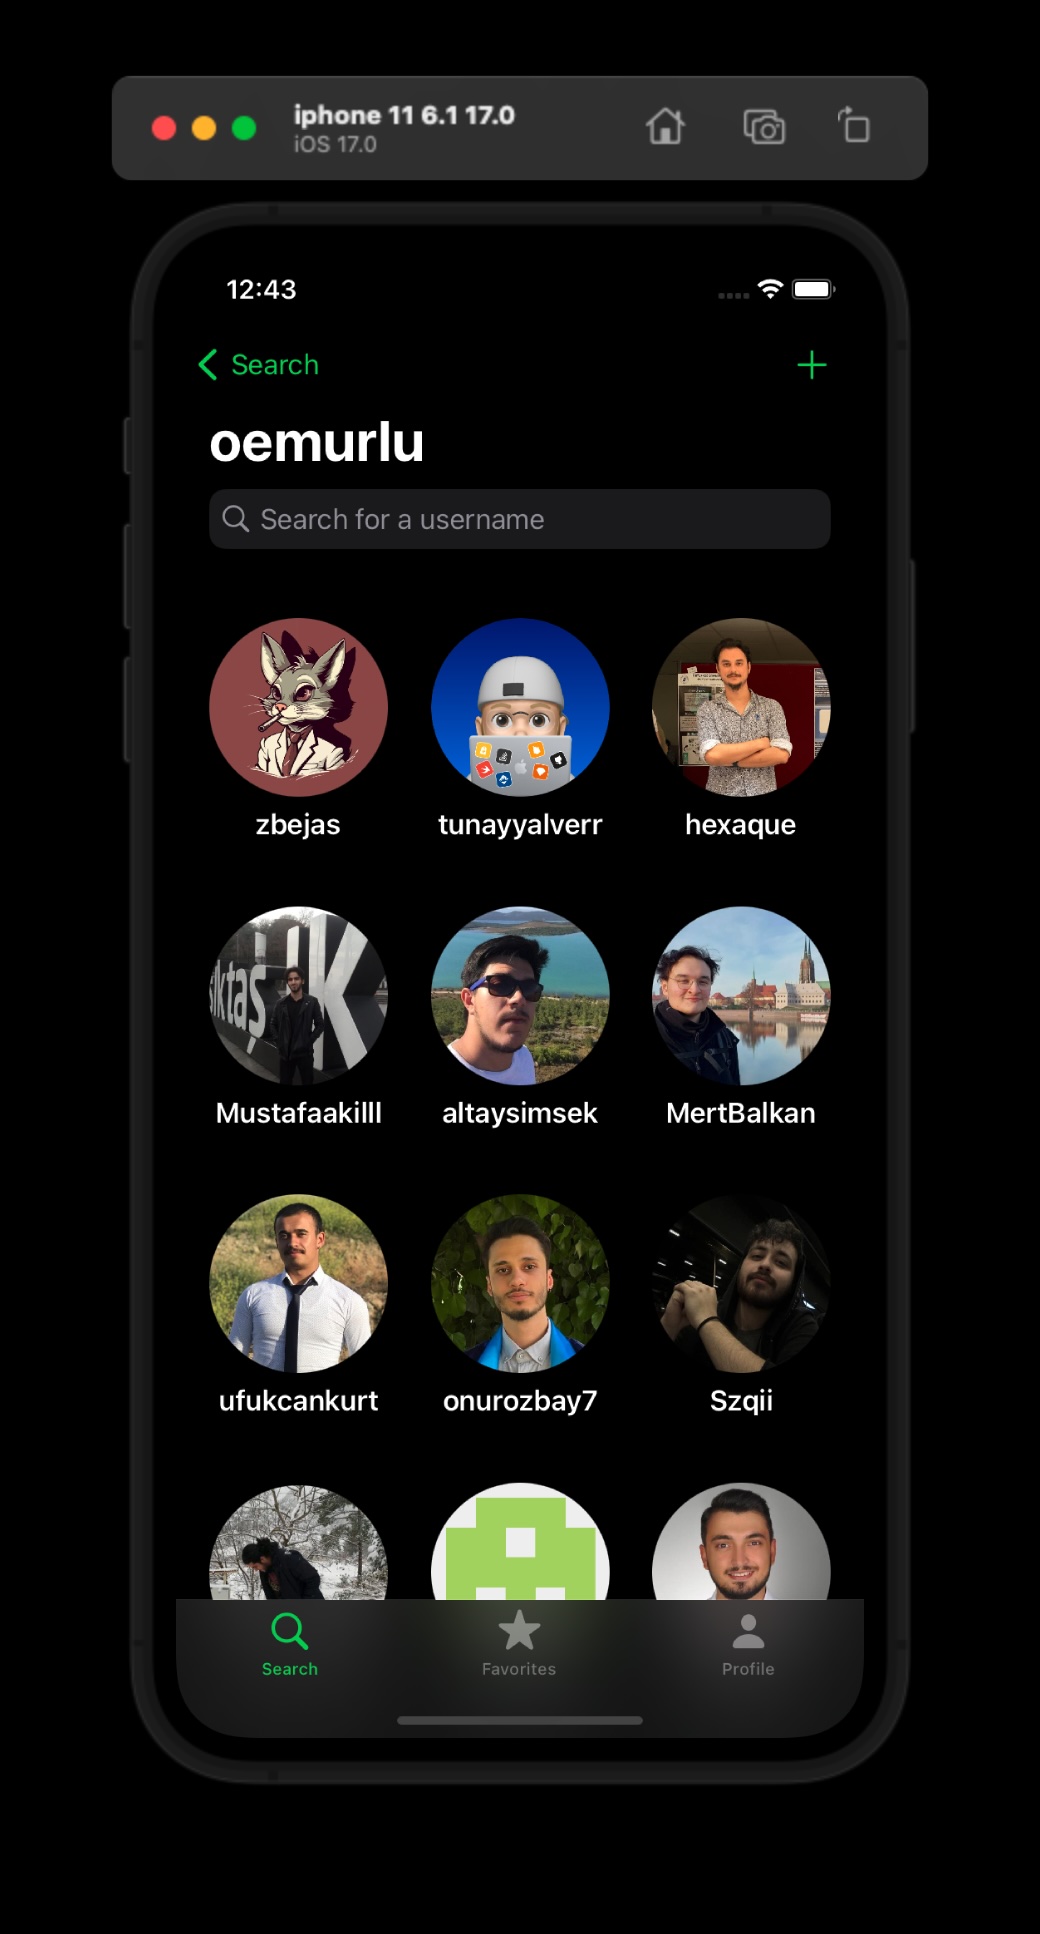 iphone 11 6.1 17.0
iOS 17.0
12:43
Search
oemurlu
Search for a username
zbejas
tunayyalverr
hexaque
iktaş JK
Mustafaakilll
altaysimsek
MertBalkan
ufukcankurt
onurozbay7
Szqii
Search
Favorites
Profile